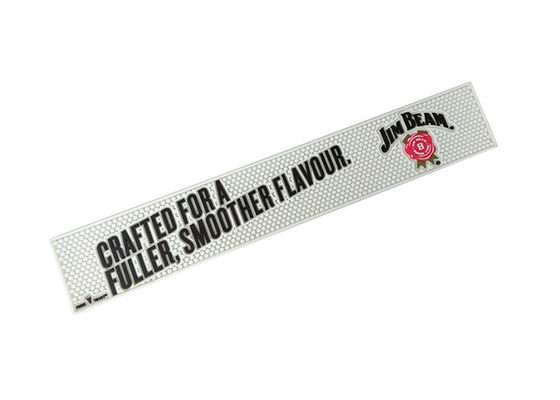 CRAFTED FOR A
FULLER, SMOOTHER FLAVOUR.
JIM BEAM.
B